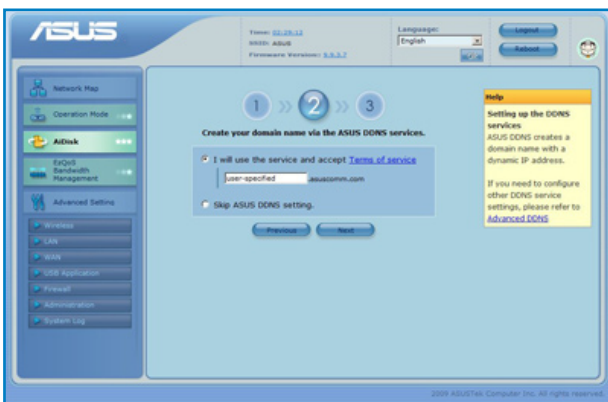 ASUS
Time: 02:29:12
SSID: ASUS
Firmware Version: 9.9.3.7
Language:
English
Logout
Reboot
Network Map
Operation Mode
AiDisk
EzQoS
Bandwidth
Management
Advanced Setting
Wireless
LAN
WAN
USB Application
Firewall
Administration
System Log
1 » 2 » 3
Create your domain name via the ASUS DDNS services.
I will use the service and accept Terms of service
user-specified .asuscomm.com
Skip ASUS DDNS setting.
Previous
Next
Help
Setting up the DDNS
services
ASUS DDNS creates a
domain name with a
dynamic IP address.
If you need to configure
other DDNS service
settings, please refer to
Advanced DDNS
2009 ASUSTek Computer Inc. All rights reserved.